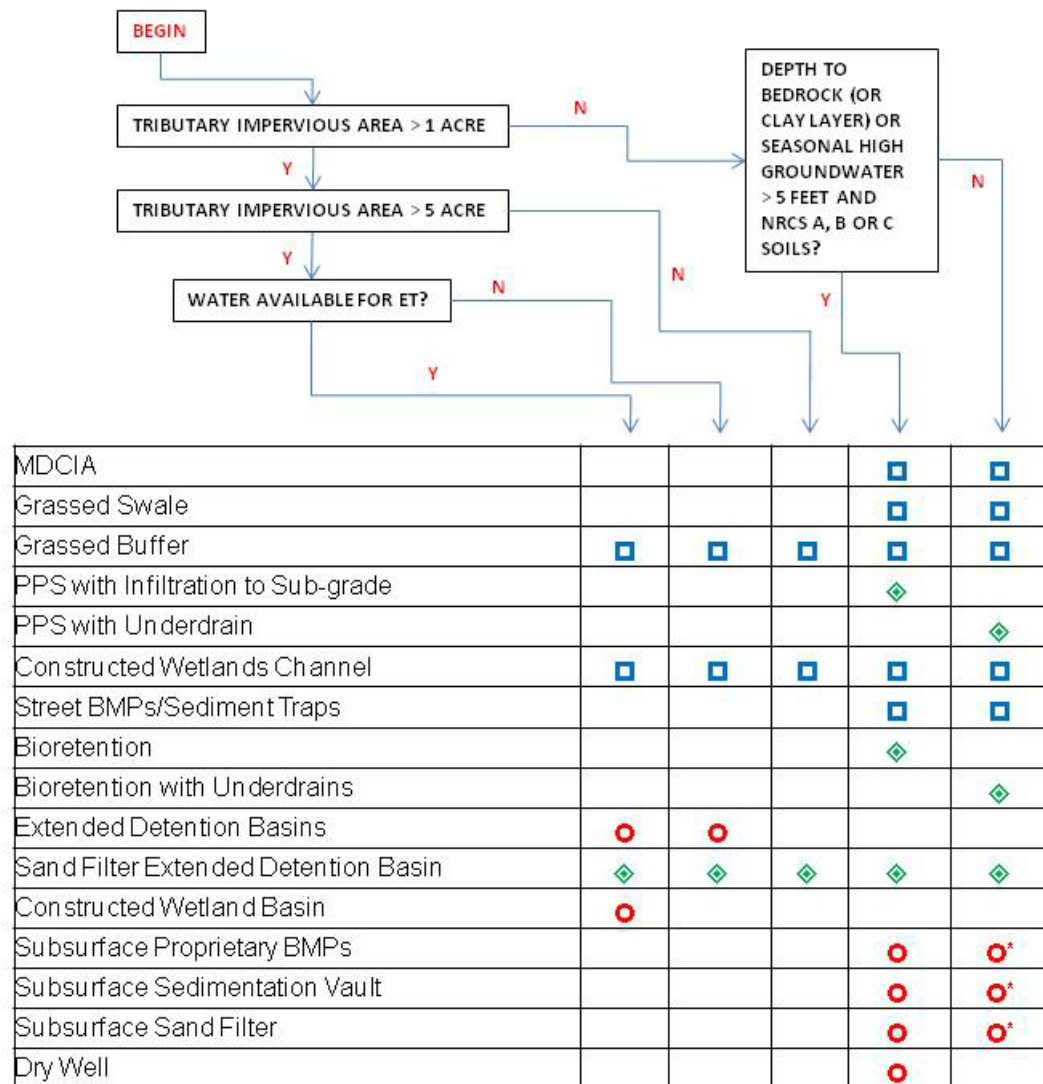 BEGIN
TRIBUTARY IMPERVIOUS AREA > 1 ACRE
N
DEPTH TO
BEDROCK (OR
CLAY LAYER) OR
SEASONAL HIGH
GROUNDWATER
> 5 FEET AND
NRCS A, B OR C
SOILS?
N
Y
Y
TRIBUTARY IMPERVIOUS AREA > 5 ACRE
N
Y
WATER AVAILABLE FOR ET?
N
Y
MDCIA
Grassed Swale
Grassed Buffer
PPS with Infiltration to Sub-grade
PPS with Underdrain
Constructed Wetlands Channel
Street BMPs/Sediment Traps
Bioretention
Bioretention with Underdrains
Extended Detention Basins
Sand Filter Extended Detention Basin
Constructed Wetland Basin
Subsurface Proprietary BMPs
*
Subsurface Sedimentation Vault
*
Subsurface Sand Filter
*
Dry Well